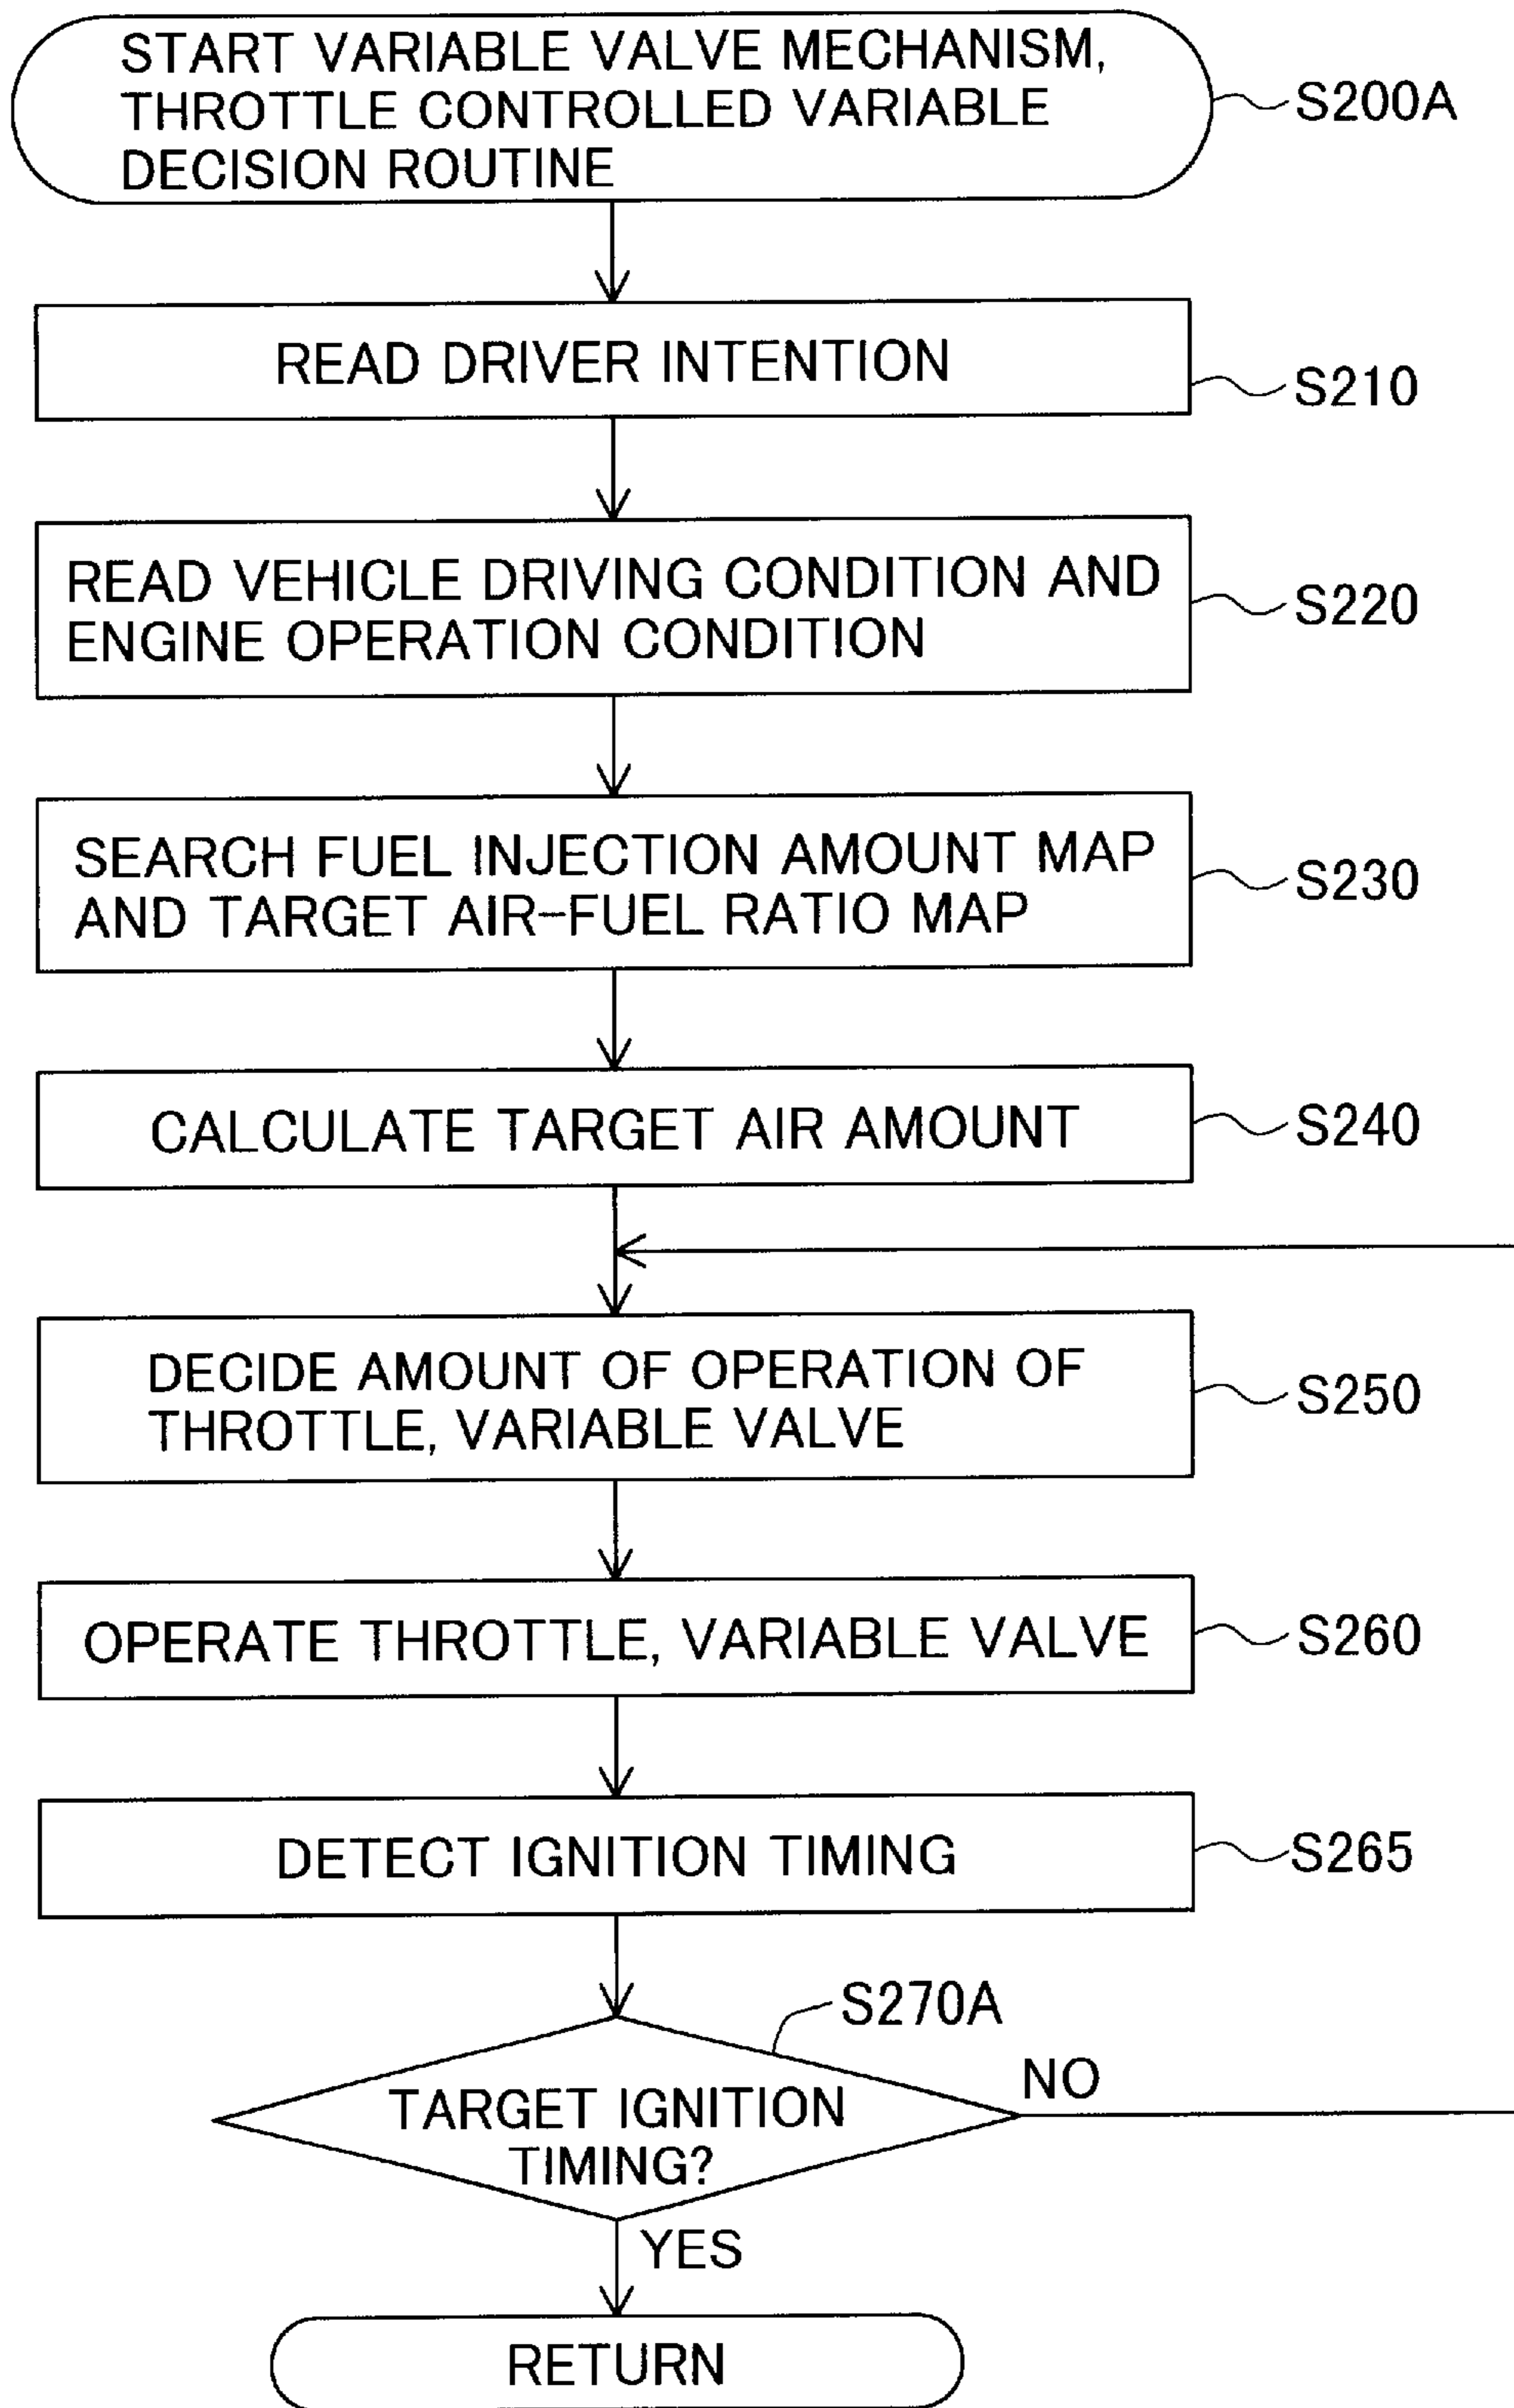 START VARIABLE VALVE MECHANISM,
THROTTLE CONTROLLED VARIABLE
DECISION ROUTINE
S200A
READ DRIVER INTENTION
S210
READ VEHICLE DRIVING CONDITION AND
ENGINE OPERATION CONDITION
S220
SEARCH FUEL INJECTION AMOUNT MAP
AND TARGET AIR-FUEL RATIO MAP
S230
CALCULATE TARGET AIR AMOUNT
S240
DECIDE AMOUNT OF OPERATION OF
THROTTLE, VARIABLE VALVE
S250
OPERATE THROTTLE, VARIABLE VALVE
S260
DETECT IGNITION TIMING
S265
S270A
TARGET IGNITION
TIMING?
NO
YES
RETURN